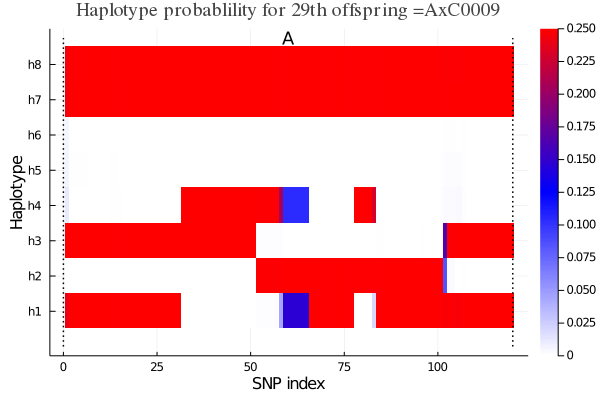 Haplotype probablility for 29th offspring =AxC0009
A
Haplotype
h8
h7
h6
h5
h4
h3
h2
h1
0
25
50
75
100
SNP index
0.250
0.225
0.200
0.175
0.150
0.125
0.100
0.075
0.050
0.025
0